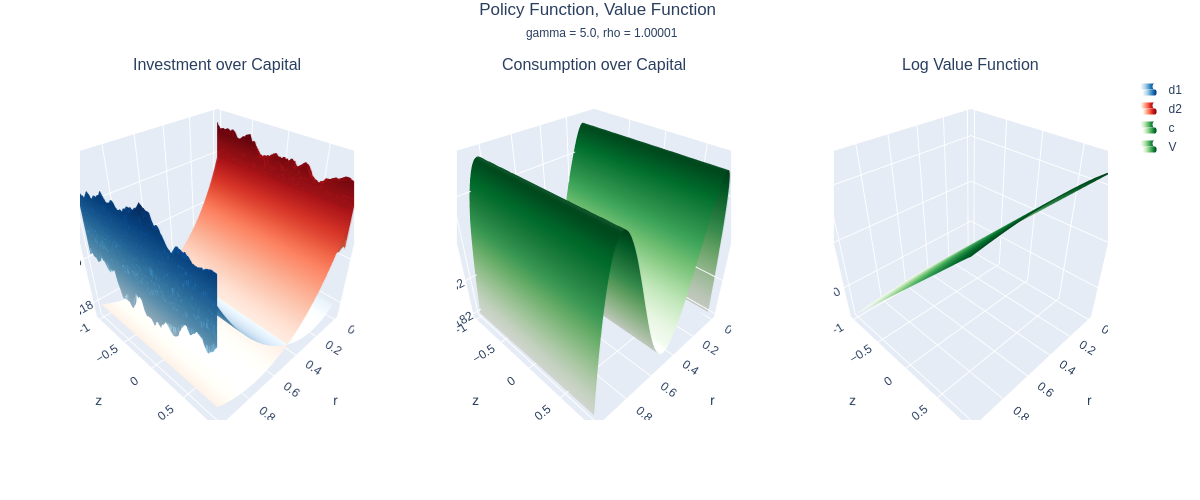 Policy Function, Value Function
gamma = 5.0, rho = 1.00001
Investment over Capital
Consumption over Capital
Log Value Function
d1
d2
c
V
−1
−0.5
0
0.5
z
0
0.2
0.4
0.6
0.8
r
−1
−0.5
0
0.5
z
0
0.2
0.4
0.6
0.8
r
0
−1
−0.5
0
0.5
z
0
0.2
0.4
0.6
0.8
r